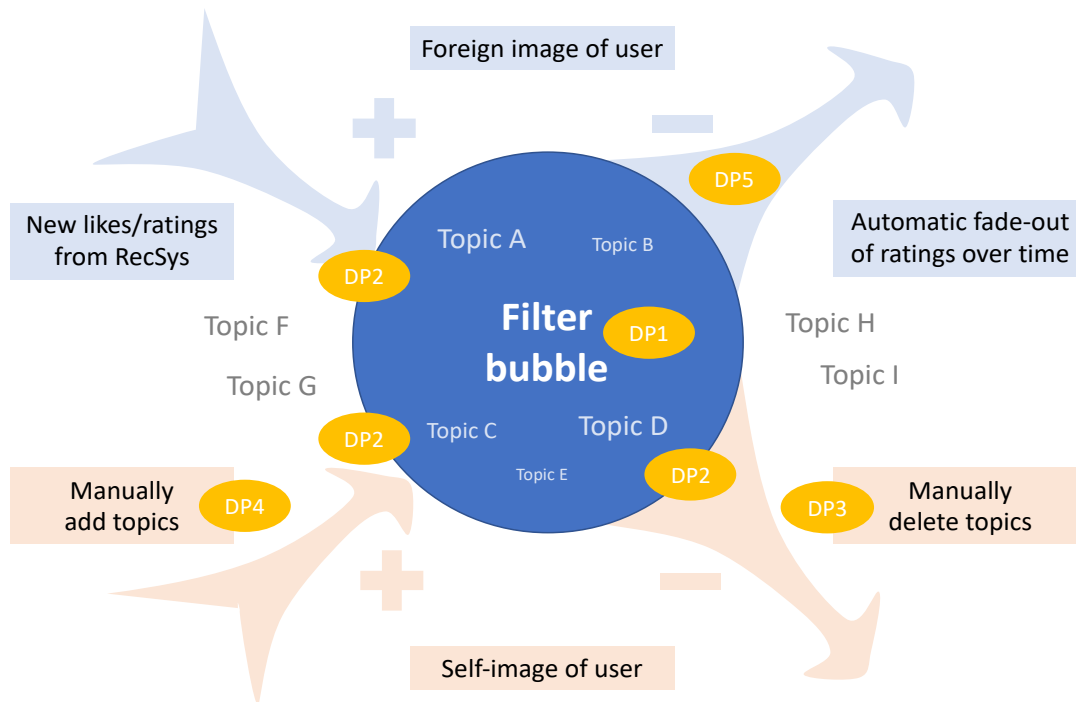 Foreign image of user
+
−
DP5
New likes/ratings
from RecSys
Automatic fade-out
of ratings over time
Topic A
Topic B
DP2
Topic F
Filter
bubble
DP1
Topic H
Topic G
Topic I
DP2
Topic C
Topic D
Topic E
DP2
Manually
add topics
DP4
DP3
Manually
delete topics
+
−
Self-image of user